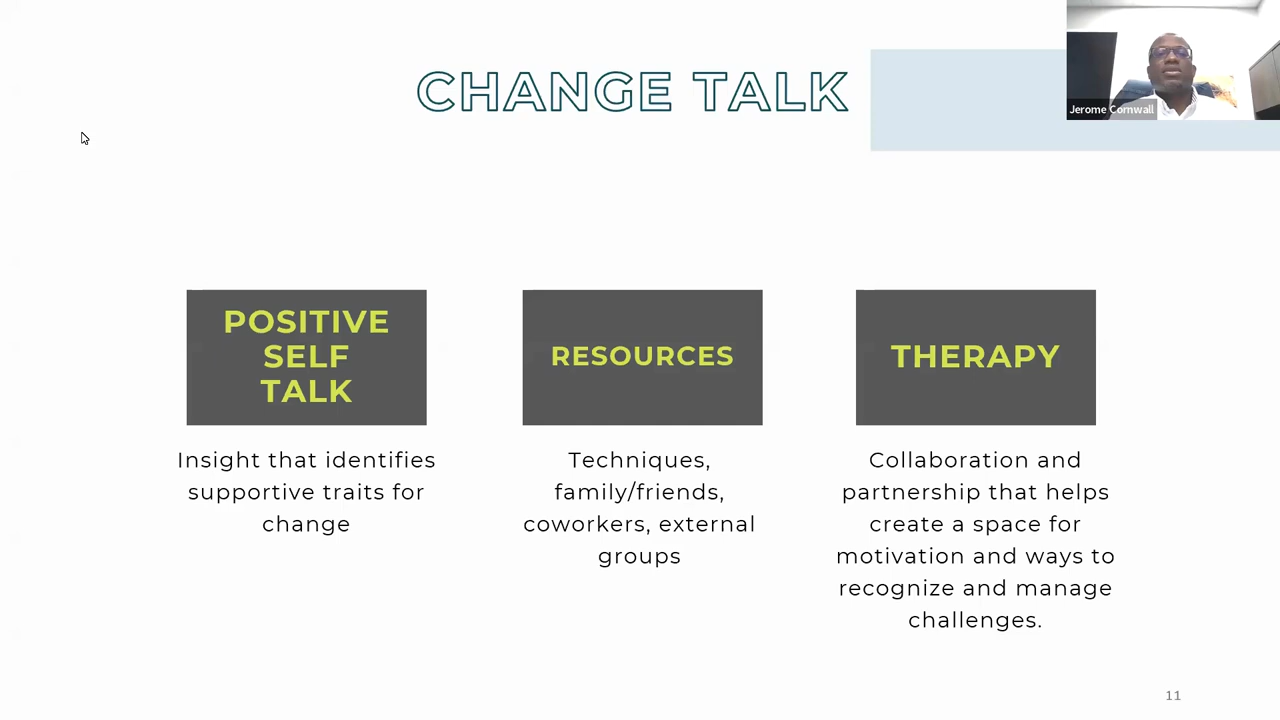 CHANGE TALK
Jerome Cornwall
POSITIVE
SELF
TALK
Insight that identifies
supportive traits for
change
RESOURCES
Techniques,
family/friends,
coworkers, external
groups
THERAPY
Collaboration and
partnership that helps
create a space for
motivation and ways to
recognize and manage
challenges.
11